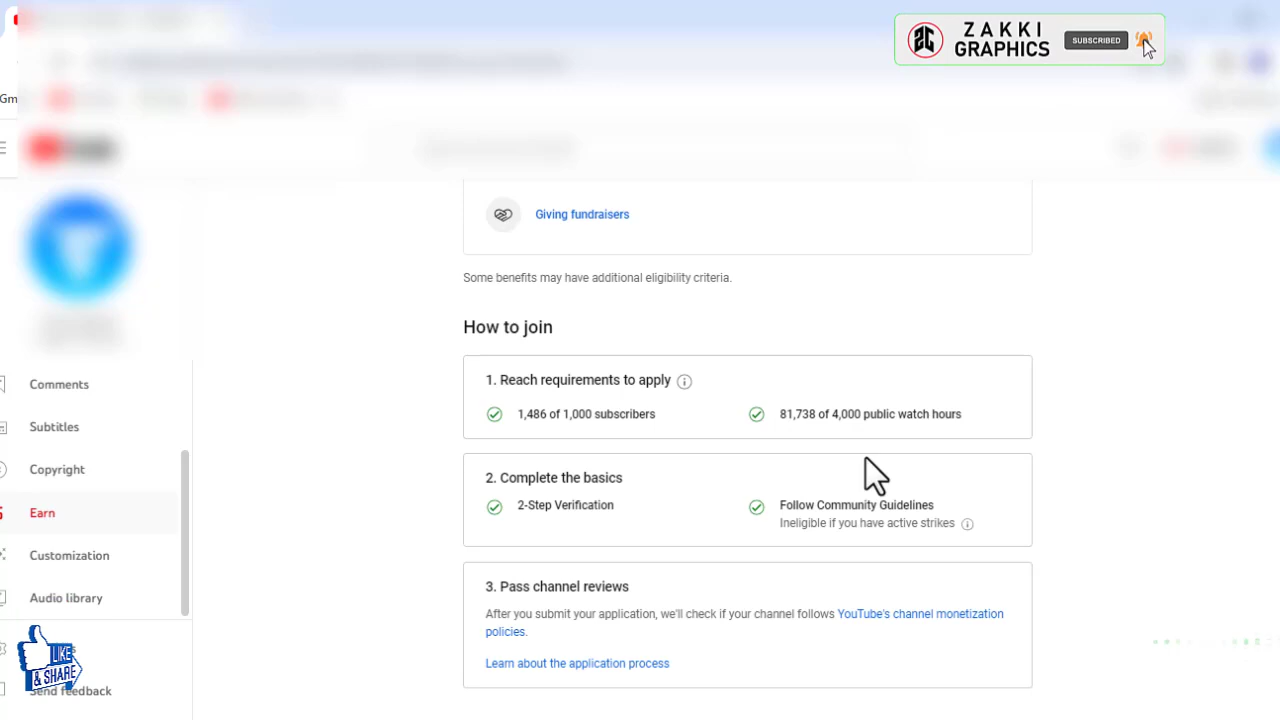 ZAKKI
GRAPHICS
SUBSCRIBED
Gm
Giving fundraisers
Some benefits may have additional eligibility criteria.
How to join
1. Reach requirements to apply
1,486 of 1,000 subscribers
81,738 of 4,000 public watch hours
2. Complete the basics
2-Step Verification
Follow Community Guidelines
Ineligible if you have active strikes
3. Pass channel reviews
After you submit your application, we'll check if your channel follows YouTube's channel monetization
policies.
Learn about the application process
Comments
Subtitles
Copyright
Earn
Customization
Audio library
LIKE
& SHARE
Send feedback